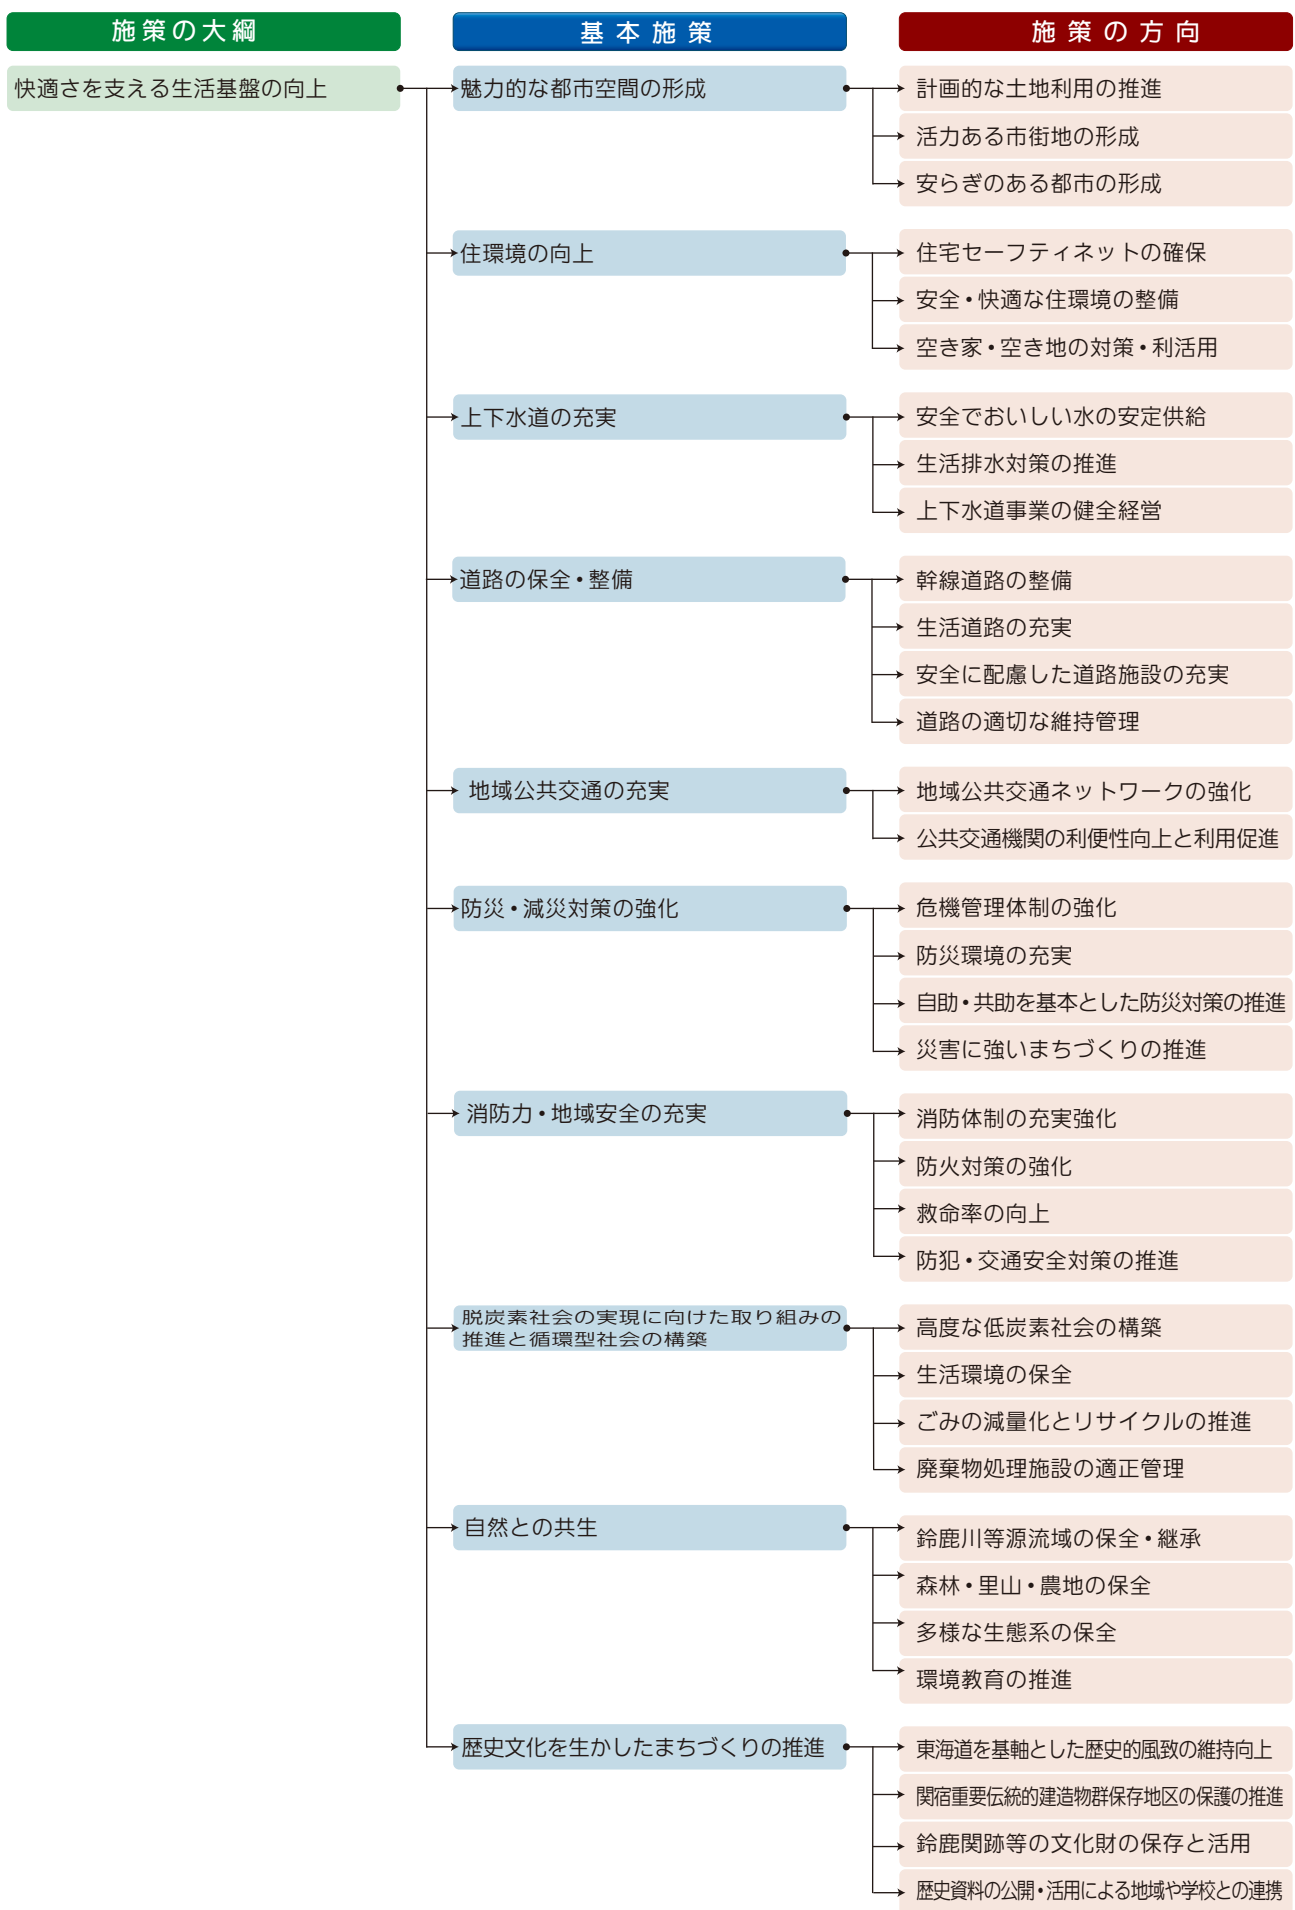 施策の大綱
基本施策
施策の方向
快適さを支える生活基盤の向上
魅力的な都市空間の形成
計画的な土地利用の推進
活力ある市街地の形成
安らぎのある都市の形成
住環境の向上
住宅セーフティネットの確保
安全・快適な住環境の整備
空き家・空き地の対策・利活用
上下水道の充実
安全でおいしい水の安定供給
生活排水対策の推進
上下水道事業の健全経営
道路の保全・整備
幹線道路の整備
生活道路の充実
安全に配慮した道路施設の充実
道路の適切な維持管理
地域公共交通の充実
地域公共交通ネットワークの強化
公共交通機関の利便性向上と利用促進
防災・減災対策の強化
危機管理体制の強化
防災環境の充実
自助・共助を基本とした防災対策の推進
災害に強いまちづくりの推進
消防力・地域安全の充実
消防体制の充実強化
防火対策の強化
救命率の向上
防犯・交通安全対策の推進
脱炭素社会の実現に向けた取り組みの
推進と循環型社会の構築
高度な低炭素社会の構築
生活環境の保全
ごみの減量化とリサイクルの推進
廃棄物処理施設の適正管理
自然との共生
鈴鹿川等源流域の保全・継承
森林・里山・農地の保全
多様な生態系の保全
環境教育の推進
歴史文化を生かしたまちづくりの推進
東海道を基軸とした歴史的風致の維持向上
関宿重要伝統的建造物群保存地区の保護の推進
鈴鹿関跡等の文化財の保存と活用
歴史資料の公開・活用による地域や学校との連携